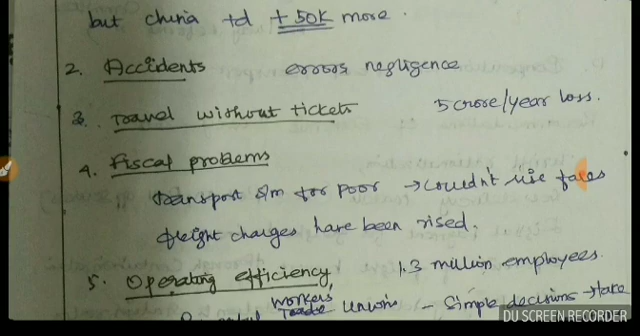 but china td +50K more.
2. Accidents errors negligence
3. Travel without tickets 5 crore/year loss.
4. Fiscal problems
transport s/m for poor → couldn't rise fares
freight charges have been rised.
5. Operating efficiency 1.3 million employees.
workers
Trade Unions - Simple decisions → take
DU SCREEN RECORDER